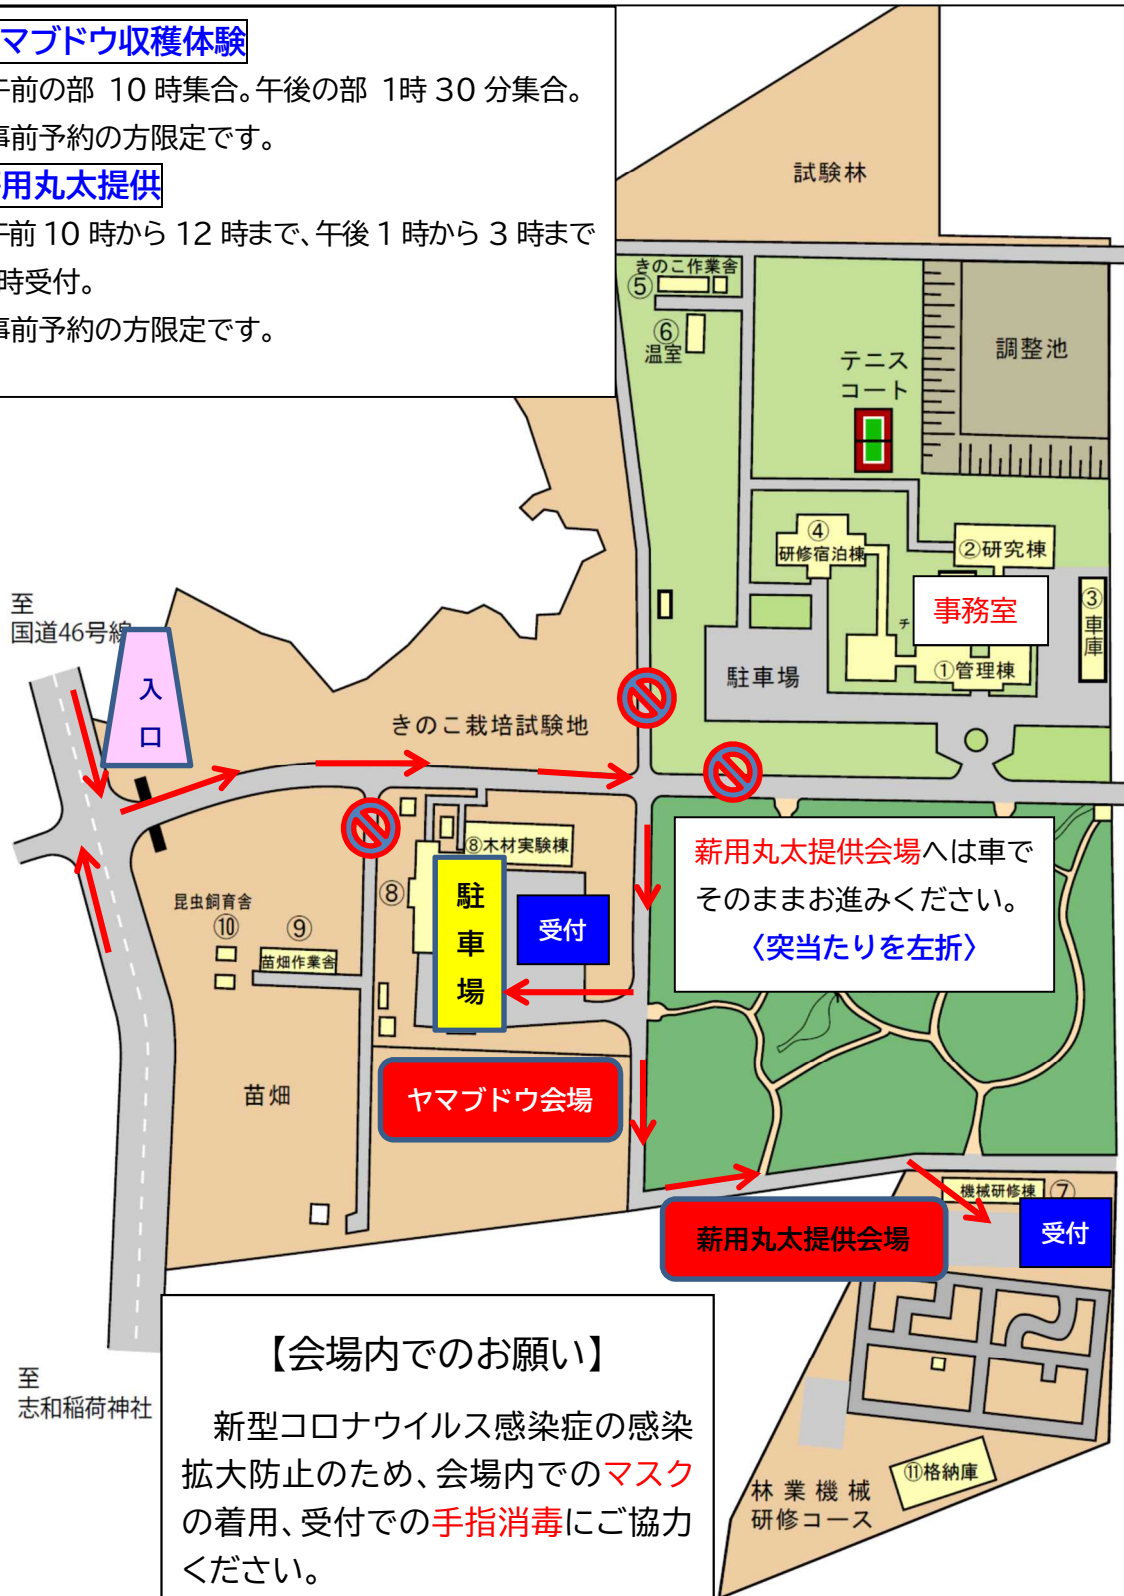 マブドウ収穫体験
午前の部 10時集合。午後の部 1時30分集合。
事前予約の方限定です。
用丸太提供
午前10時から12時まで、午後1時から3時まで
時受付。
事前予約の方限定です。
試験林
きのこ作業舎
⑤
⑥
温室
テニス
コート
調整池
④
研修宿泊棟
②研究棟
事務室
③車庫
チ
①管理棟
駐車場
至
国道46号線
入口
きのこ栽培試験地
⑧木材実験棟
⑧
駐車場
受付
薪用丸太提供会場へは車で
そのままお進みください。
〈突当たりを左折〉
昆虫飼育舎
⑩
⑨
苗畑作業舎
苗畑
ヤマブドウ会場
機械研修棟
⑦
薪用丸太提供会場
受付
至
志和稲荷神社
【会場内でのお願い】
新型コロナウイルス感染症の感染
拡大防止のため、会場内でのマスク
の着用、受付での手指消毒にご協力
ください。
⑪格納庫
林業機械
研修コース